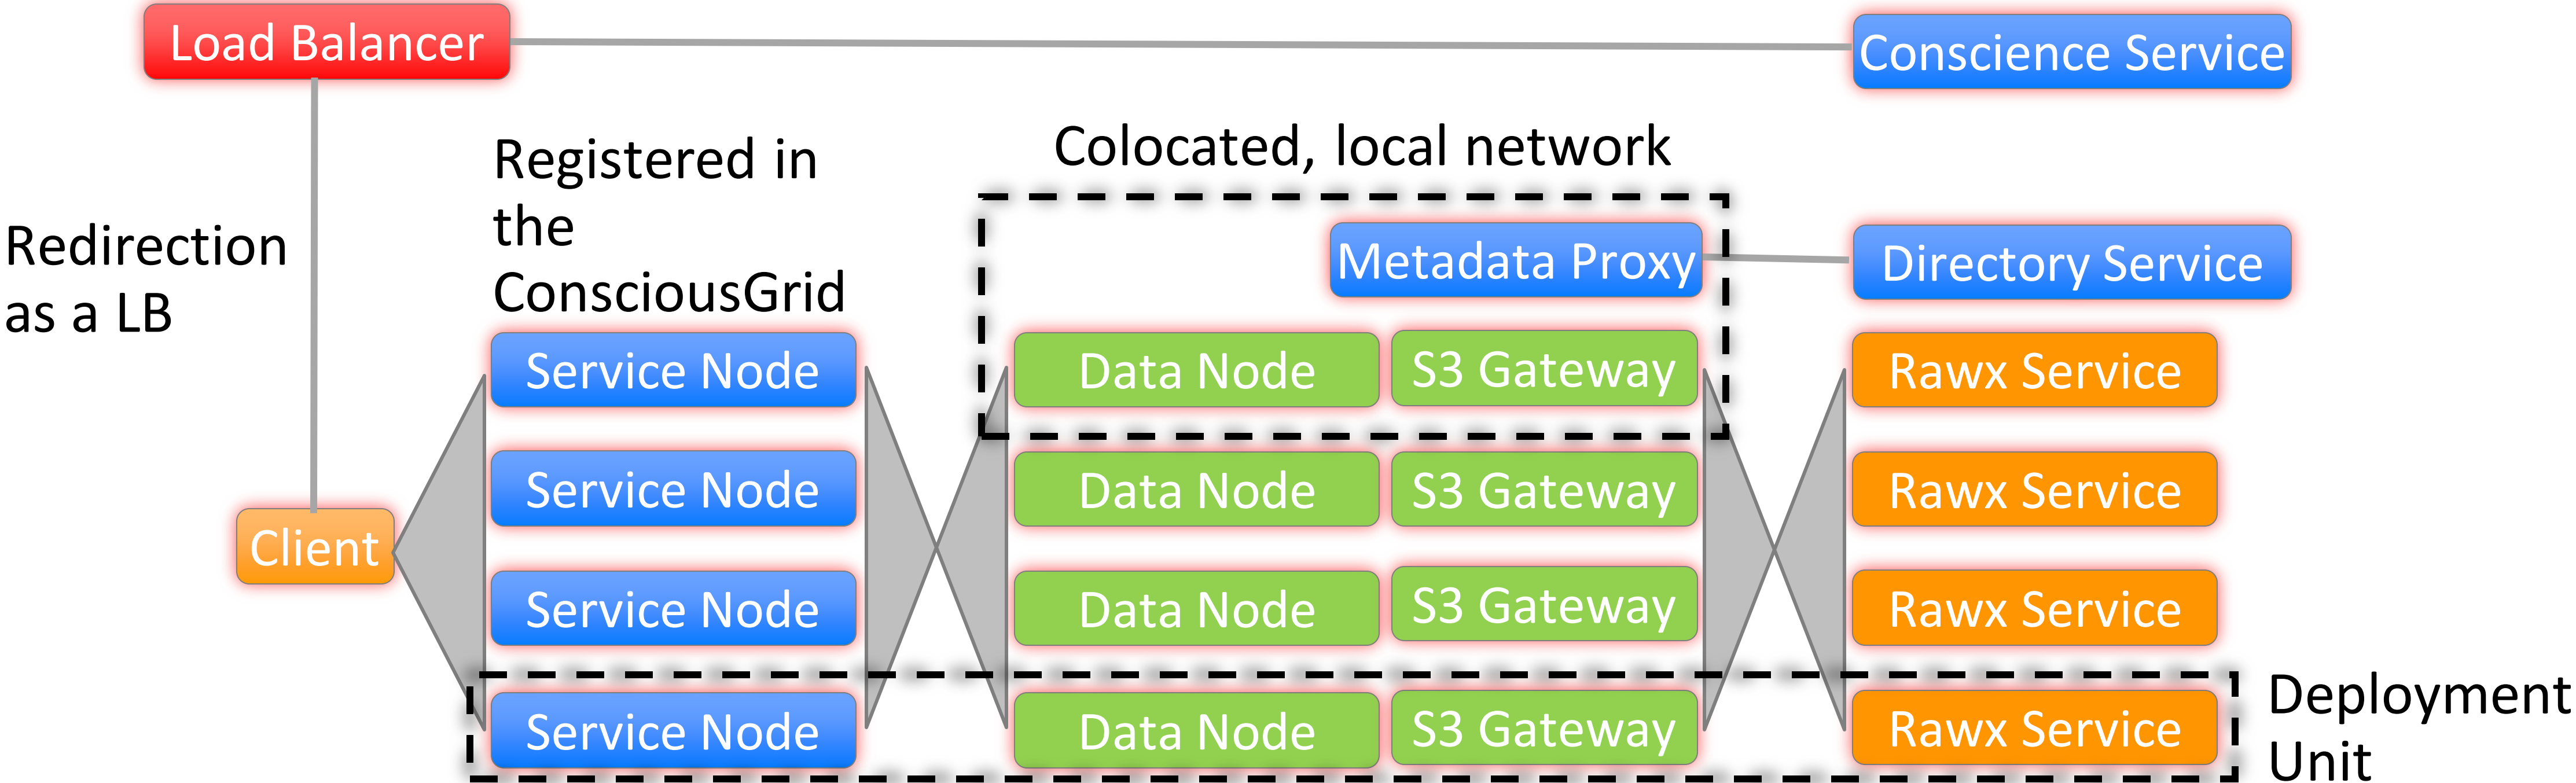 Load Balancer
Conscience Service
Registered in
the
ConsciousGrid
Colocated, local network
Redirection
as a LB
Metadata Proxy
Directory Service
Service Node
Data Node
S3 Gateway
Rawx Service
Service Node
Data Node
S3 Gateway
Rawx Service
Client
Service Node
Data Node
S3 Gateway
Rawx Service
Service Node
Data Node
S3 Gateway
Rawx Service
Deployment
Unit